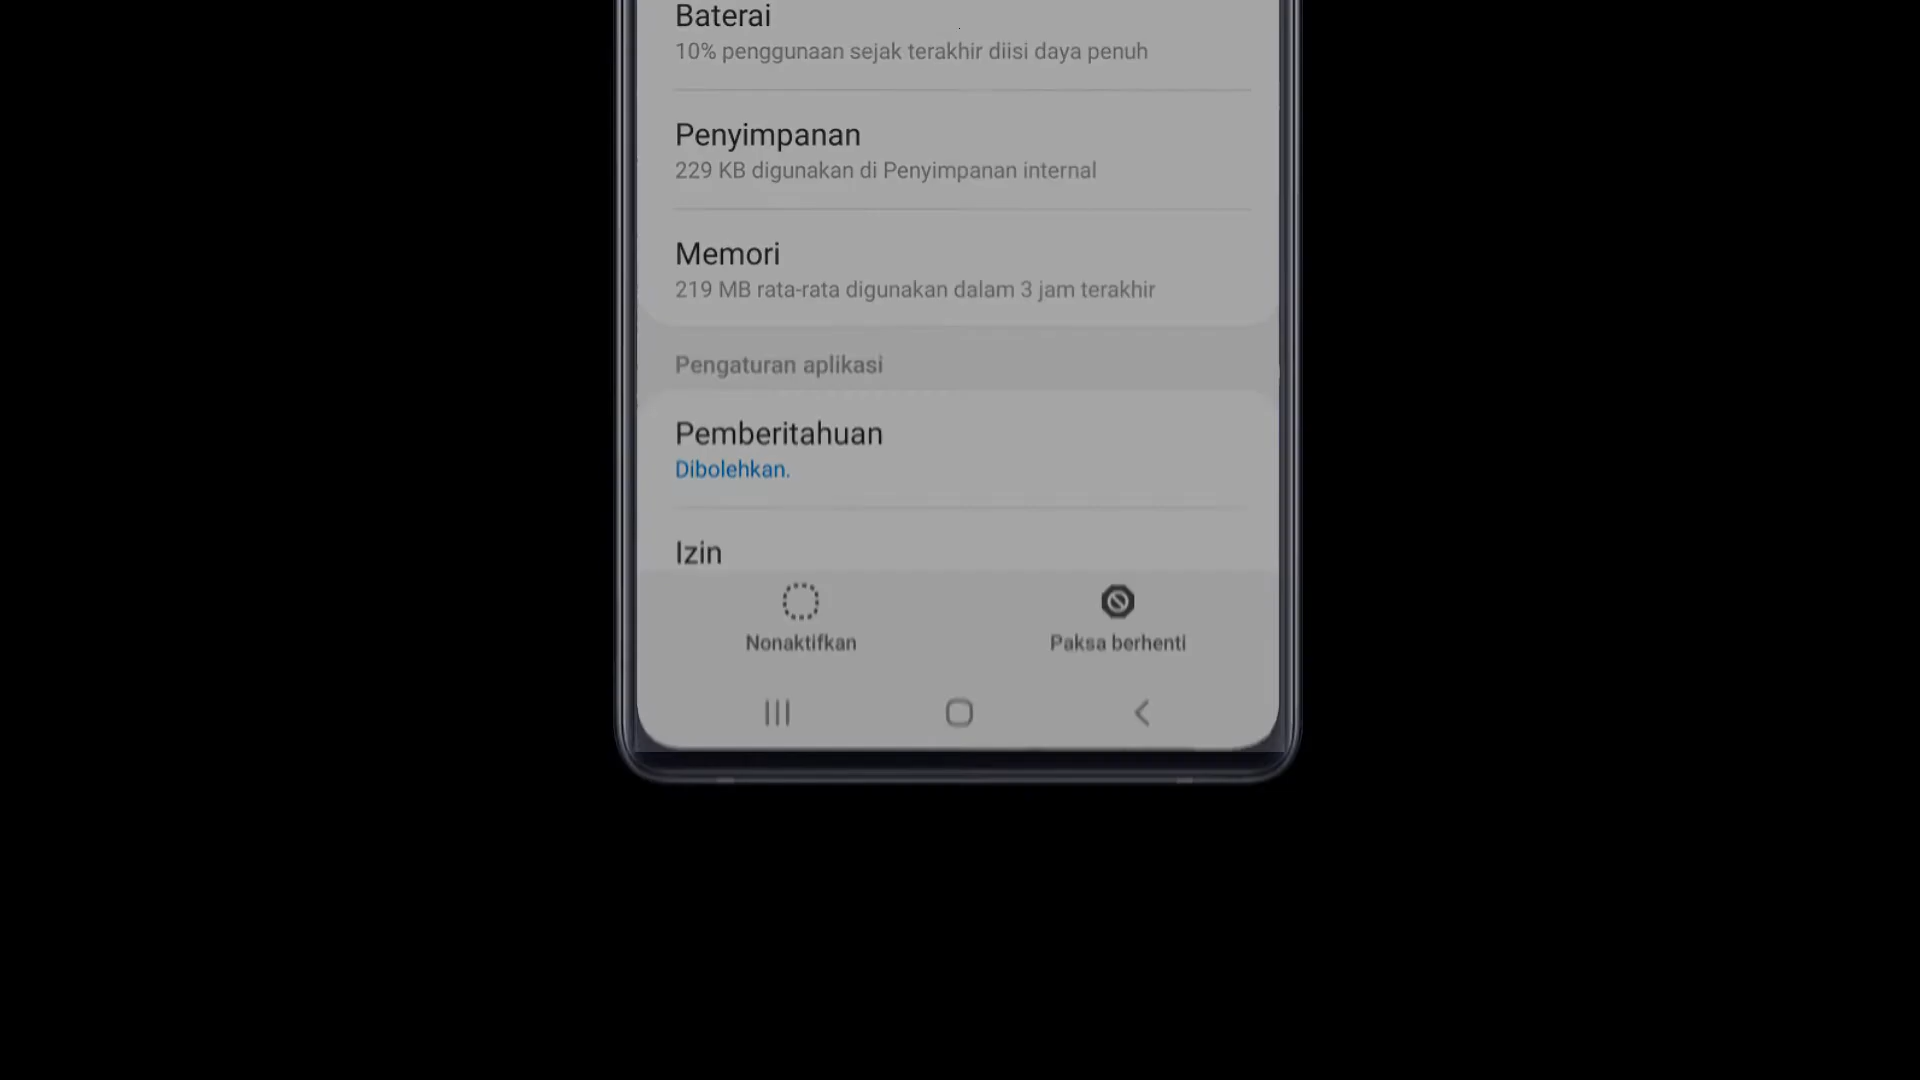 Baterai
10% penggunaan sejak terakhir diisi daya penuh
Penyimpanan
229 KB digunakan di Penyimpanan internal
Memori
219 MB rata-rata digunakan dalam 3 jam terakhir
Pengaturan aplikasi
Pemberitahuan
Dibolehkan.
Izin
Nonaktifkan
Paksa berhenti